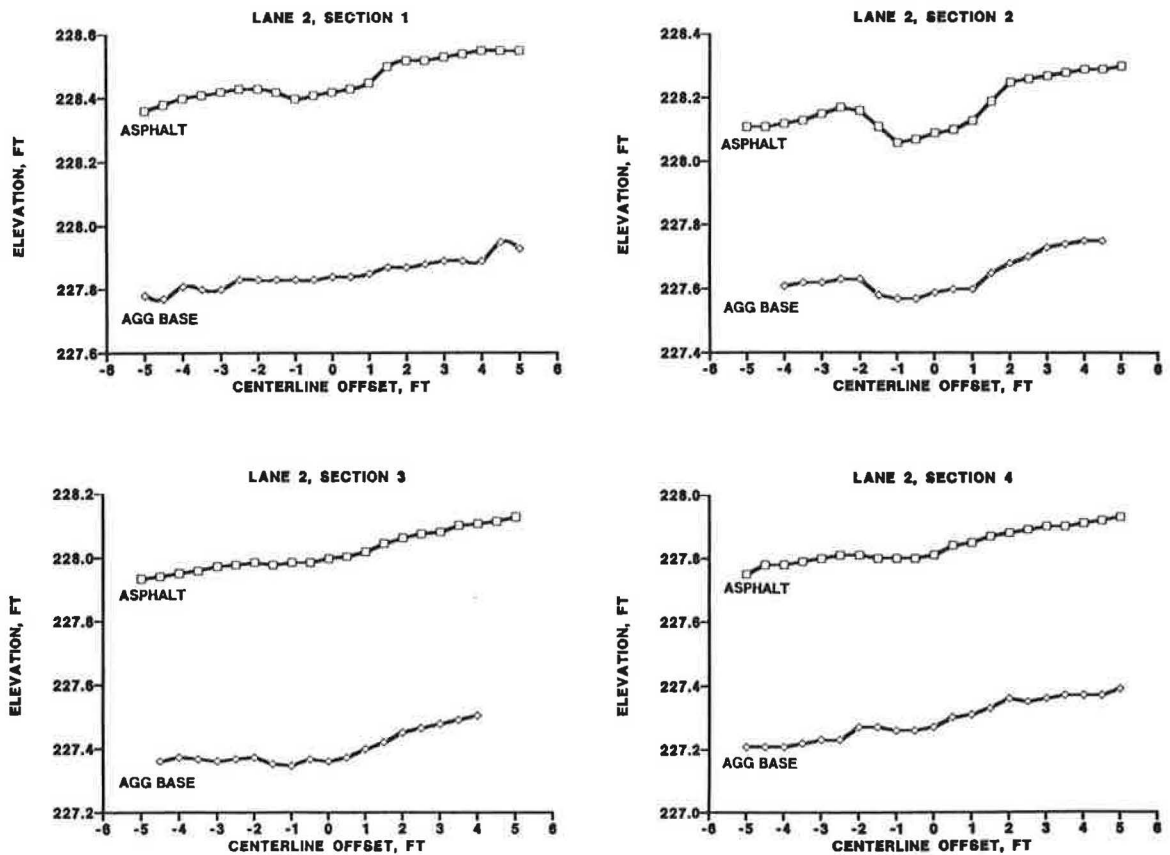 LANE 2, SECTION 1
228.6
228.4
228.2
228.0
227.8
227.6
ELEVATION, FT
ASPHALT
AGG BASE
-6 -5 -4 -3 -2 -1 0 1 2 3 4 5 6
CENTERLINE OFFSET, FT
LANE 2, SECTION 2
228.4
228.2
228.0
227.8
227.6
227.4
ELEVATION, FT
ASPHALT
AGG BASE
-6 -5 -4 -3 -2 -1 0 1 2 3 4 5 6
CENTERLINE OFFSET, FT
LANE 2, SECTION 3
228.2
228.0
227.8
227.6
227.4
227.2
ELEVATION, FT
ASPHALT
AGG BASE
-6 -5 -4 -3 -2 -1 0 1 2 3 4 5 6
CENTERLINE OFFSET, FT
LANE 2, SECTION 4
228.0
227.8
227.6
227.4
227.2
227.0
ELEVATION, FT
ASPHALT
AGG BASE
-6 -5 -4 -3 -2 -1 0 1 2 3 4 5 6
CENTERLINE OFFSET, FT